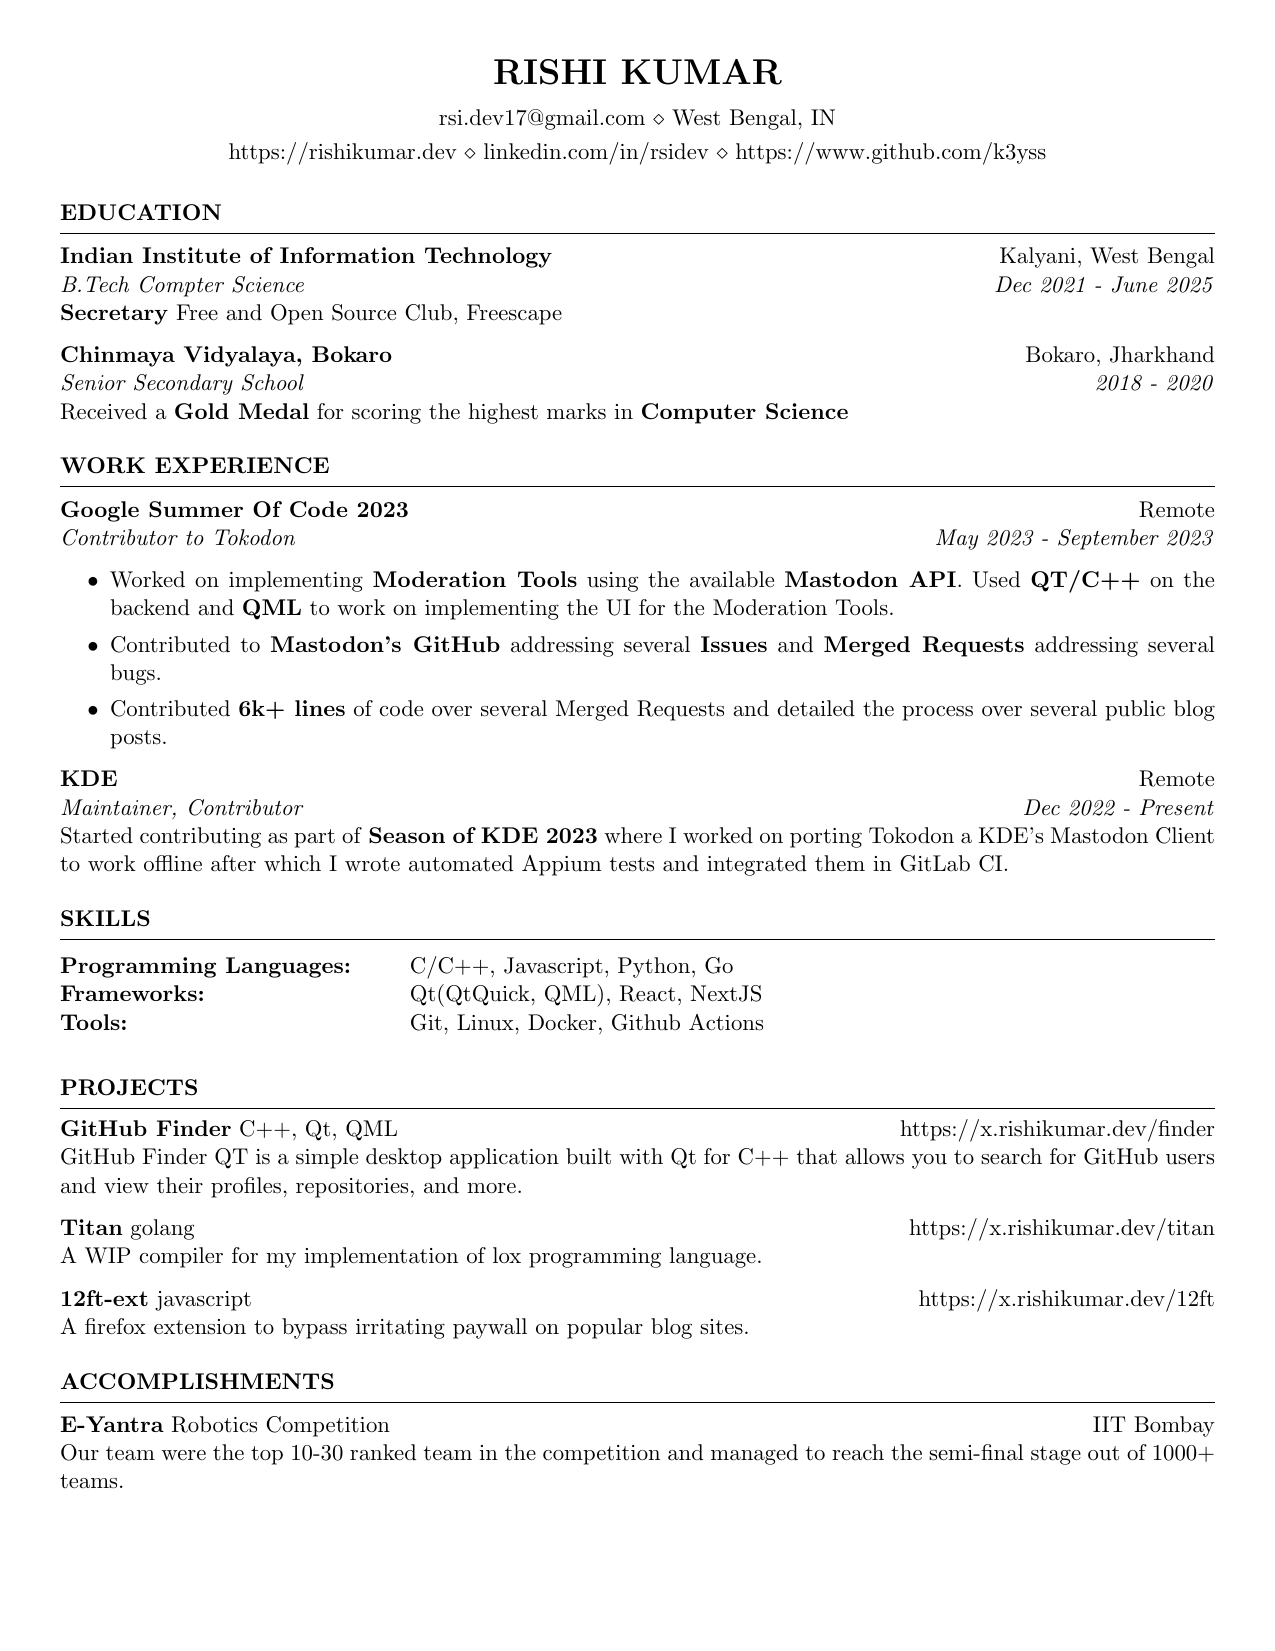 RISHI KUMAR
rsi.dev17@gmail.com ⋄ West Bengal, IN
https://rishikumar.dev ⋄ linkedin.com/in/rsidev ⋄ https://www.github.com/k3yss
EDUCATION
Indian Institute of Information Technology Kalyani, West Bengal
B.Tech Compter Science Dec 2021 - June 2025
Secretary Free and Open Source Club, Freescape
Chinmaya Vidyalaya, Bokaro Bokaro, Jharkhand
Senior Secondary School 2018 - 2020
Received a Gold Medal for scoring the highest marks in Computer Science
WORK EXPERIENCE
Google Summer Of Code 2023 Remote
Contributor to Tokodon May 2023 - September 2023
• Worked on implementing Moderation Tools using the available Mastodon API. Used QT/C++ on the
backend and QML to work on implementing the UI for the Moderation Tools.
• Contributed to Mastodon's GitHub addressing several Issues and Merged Requests addressing several
bugs.
• Contributed 6k+ lines of code over several Merged Requests and detailed the process over several public blog
posts.
KDE Remote
Maintainer, Contributor Dec 2022 - Present
Started contributing as part of Season of KDE 2023 where I worked on porting Tokodon a KDE's Mastodon Client
to work offline after which I wrote automated Appium tests and integrated them in GitLab CI.
SKILLS
Programming Languages: C/C++, Javascript, Python, Go
Frameworks: Qt(QtQuick, QML), React, NextJS
Tools: Git, Linux, Docker, Github Actions
PROJECTS
GitHub Finder C++, Qt, QML https://x.rishikumar.dev/finder
GitHub Finder QT is a simple desktop application built with Qt for C++ that allows you to search for GitHub users
and view their profiles, repositories, and more.
Titan golang https://x.rishikumar.dev/titan
A WIP compiler for my implementation of lox programming language.
12ft-ext javascript https://x.rishikumar.dev/12ft
A firefox extension to bypass irritating paywall on popular blog sites.
ACCOMPLISHMENTS
E-Yantra Robotics Competition IIT Bombay
Our team were the top 10-30 ranked team in the competition and managed to reach the semi-final stage out of 1000+
teams.